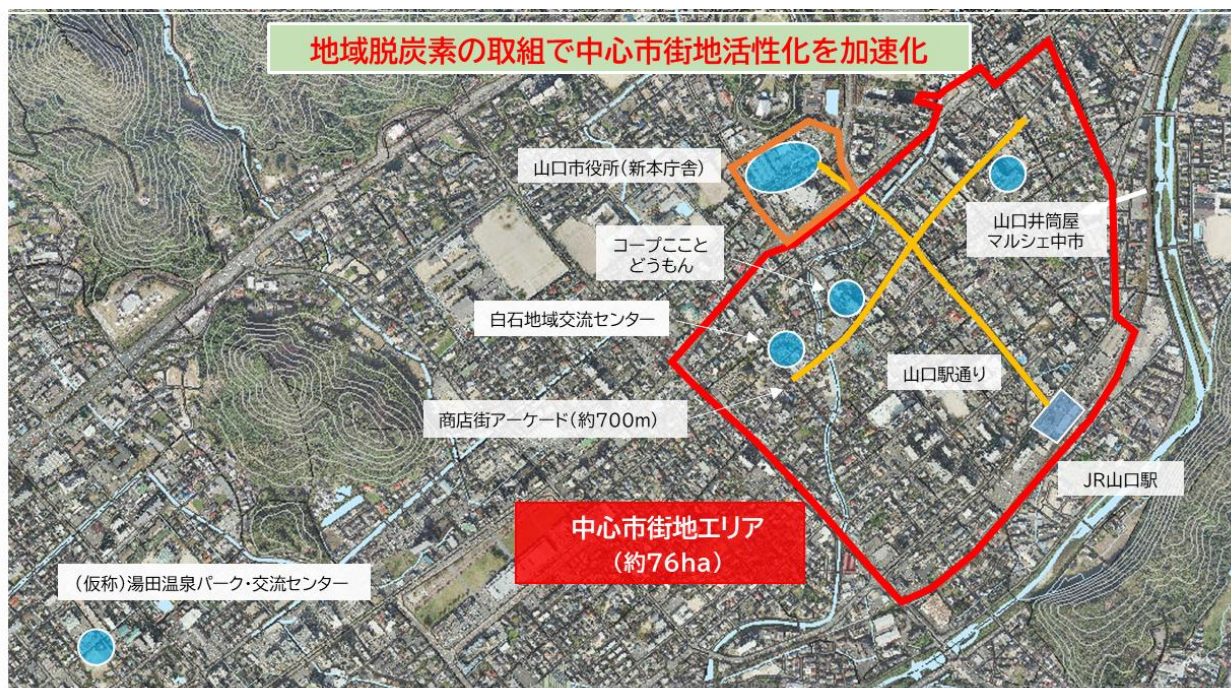 地域脱炭素の取組で中心市街地活性化を加速化
山口市役所(新本庁舎)
コープここと
どうもん
白石地域交流センター
商店街アーケード(約700m)
山口井筒屋
マルシェ中市
山口駅通り
JR山口駅
中心市街地エリア
(約76ha)
(仮称)湯田温泉パーク・交流センター